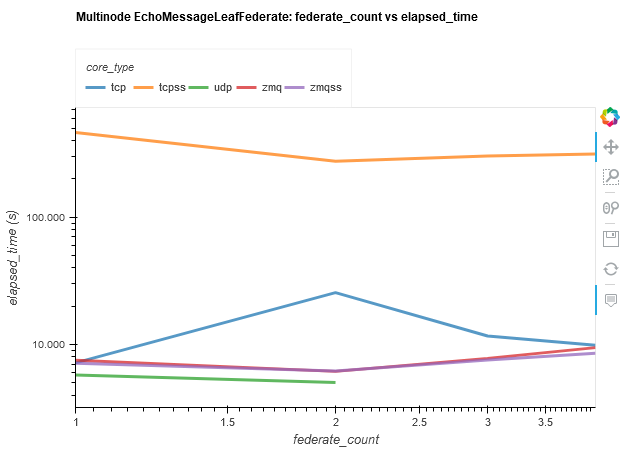 Multinode EchoMessageLeafFederate: federate_count vs elapsed_time
core_type
tcp tcpss udp zmq zmqss
elapsed_time (s)
100.000
10.000
1 1.5 2 2.5 3 3.5
federate_count